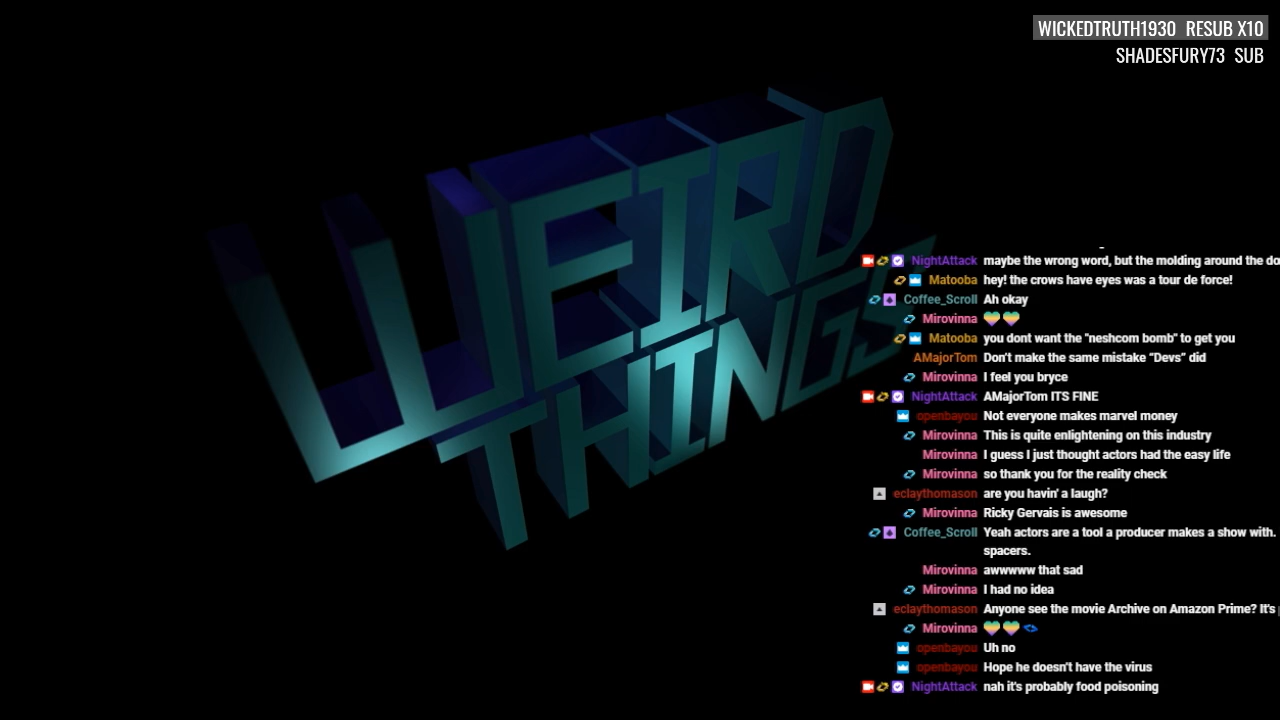 WICKEDTRUTH1930 RESUB X10
SHADESFURY73 SUB
WEIRD
THINGS
NightAttack maybe the wrong word, but the molding around the do
Matooba hey! the crows have eyes was a tour de force!
Coffee_Scroll Ah okay
Mirovinna
Matooba you dont want the "neshcom bomb" to get you
AMajorTom Don't make the same mistake “Devs” did
Mirovinna I feel you bryce
NightAttack AMajorTom ITS FINE
openbayou Not everyone makes marvel money
Mirovinna This is quite enlightening on this industry
Mirovinna I guess I just thought actors had the easy life
Mirovinna so thank you for the reality check
eclaythomason are you havin' a laugh?
Mirovinna Ricky Gervais is awesome
Coffee_Scroll Yeah actors are a tool a producer makes a show with.
spacers.
Mirovinna awwwww that sad
Mirovinna I had no idea
eclaythomason Anyone see the movie Archive on Amazon Prime? It's
Mirovinna
openbayou Uh no
openbayou Hope he doesn't have the virus
NightAttack nah it's probably food poisoning